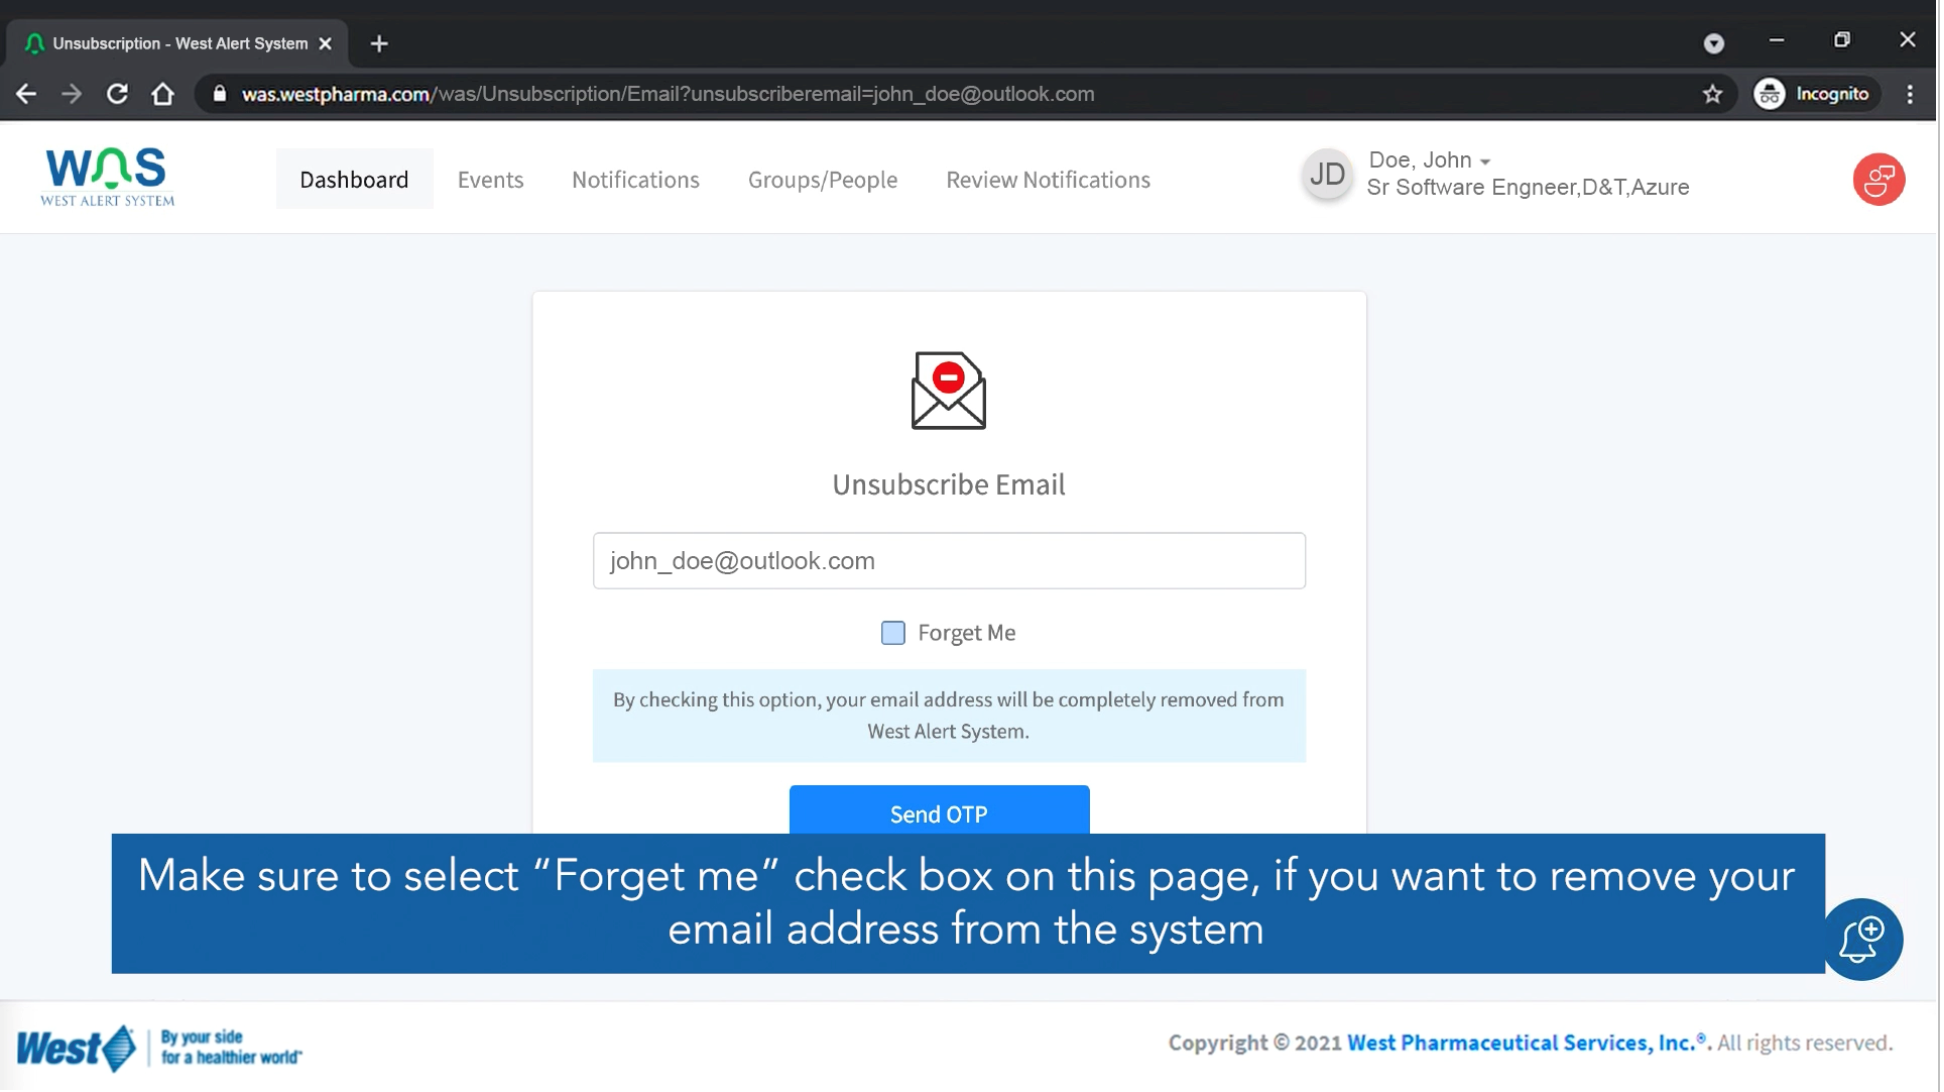 Unsubscription - West Alert System
was.westpharma.com/was/Unsubscription/Email?unsubscriberemail=john_doe@outlook.com
Incognito
WAS
WEST ALERT SYSTEM
Dashboard
Events
Notifications
Groups/People
Review Notifications
JD
Doe, John
Sr Software Engneer,D&T,Azure
Unsubscribe Email
john_doe@outlook.com
Forget Me
By checking this option, your email address will be completely removed from
West Alert System.
Send OTP
Make sure to select “Forget me” check box on this page, if you want to remove your
email address from the system
West
By your side
for a healthier world™
Copyright © 2021 West Pharmaceutical Services, Inc.®. All rights reserved.